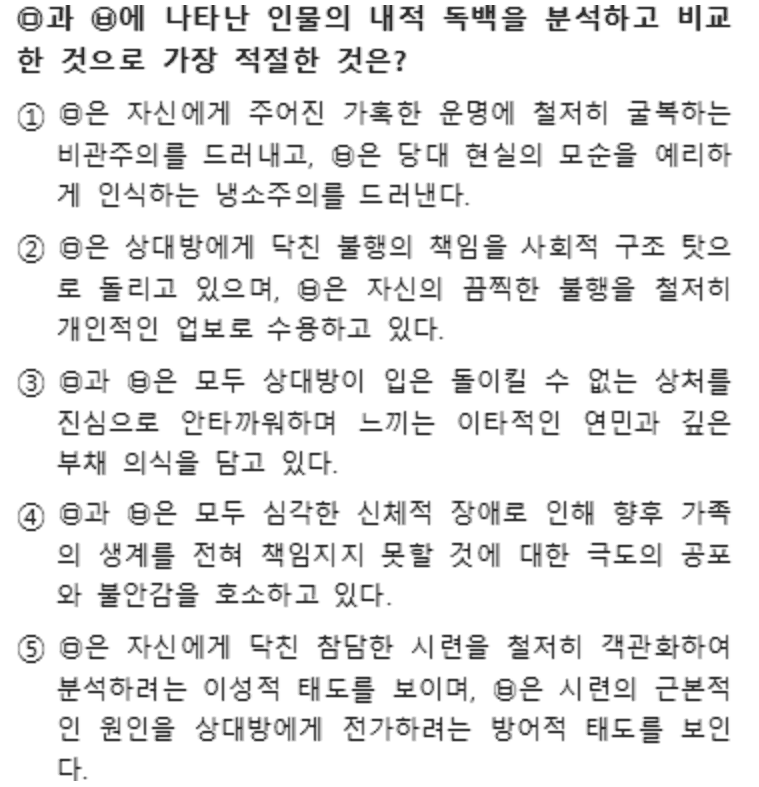 ㉤과 ㉥에 나타난 인물의 내적 독백을 분석하고 비교
한 것으로 가장 적절한 것은?
① ㉤은 자신에게 주어진 가혹한 운명에 철저히 굴복하는
비관주의를 드러내고, ㉥은 당대 현실의 모순을 예리하
게 인식하는 냉소주의를 드러낸다.
② ㉤은 상대방에게 닥친 불행의 책임을 사회적 구조 탓으
로 돌리고 있으며, ㉥은 자신의 끔찍한 불행을 철저히
개인적인 업보로 수용하고 있다.
③ ㉤과 ㉥은 모두 상대방이 입은 돌이킬 수 없는 상처를
진심으로 안타까워하며 느끼는 이타적인 연민과 깊은
부채 의식을 담고 있다.
④ ㉤과 ㉥은 모두 심각한 신체적 장애로 인해 향후 가족
의 생계를 전혀 책임지지 못할 것에 대한 극도의 공포
와 불안감을 호소하고 있다.
⑤ ㉤은 자신에게 닥친 참담한 시련을 철저히 객관화하여
분석하려는 이성적 태도를 보이며, ㉥은 시련의 근본적
인 원인을 상대방에게 전가하려는 방어적 태도를 보인
다.